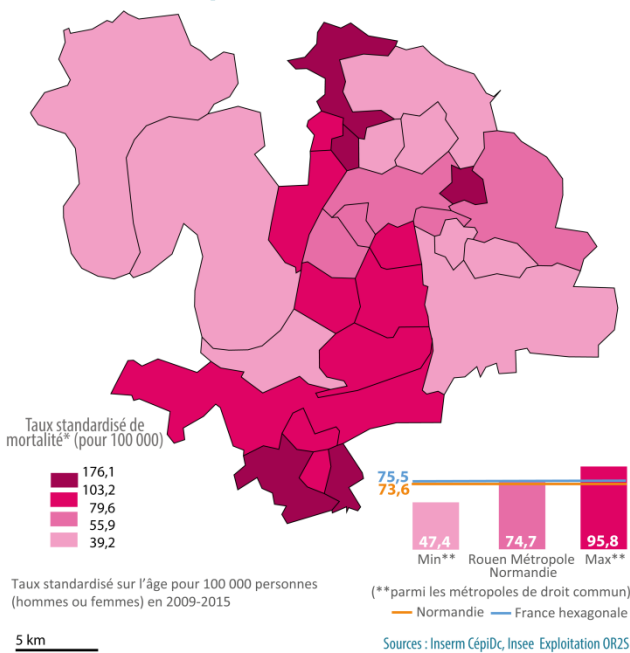 Taux standardisé de
mortalité* (pour 100 000)
176,1
103,2
79,6
55,9
39,2
75,5
73,6
47,4
74,7
95,8
Min**
Rouen Métropole
Normandie
Max**
(**parmi les métropoles de droit commun)
Normandie
France hexagonale
Taux standardisé sur l'âge pour 100 000 personnes
(hommes ou femmes) en 2009-2015
5 km
Sources : Inserm CépiDc, Insee Exploitation OR2S